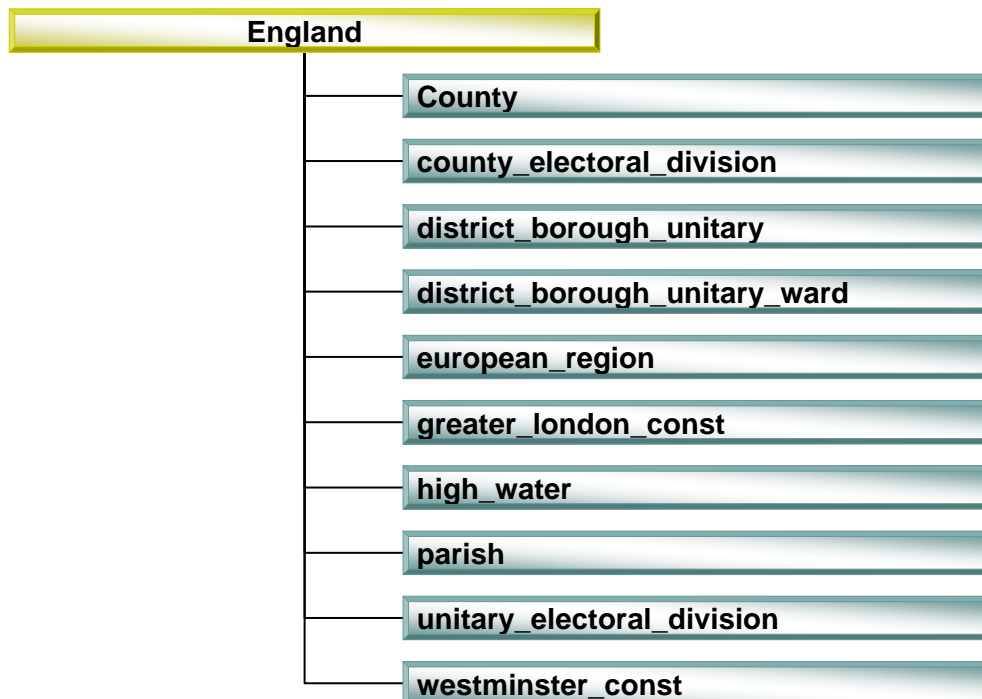 England
County
county_electoral_division
district_borough_unitary
district_borough_unitary_ward
european_region
greater_london_const
high_water
parish
unitary_electoral_division
westminster_const